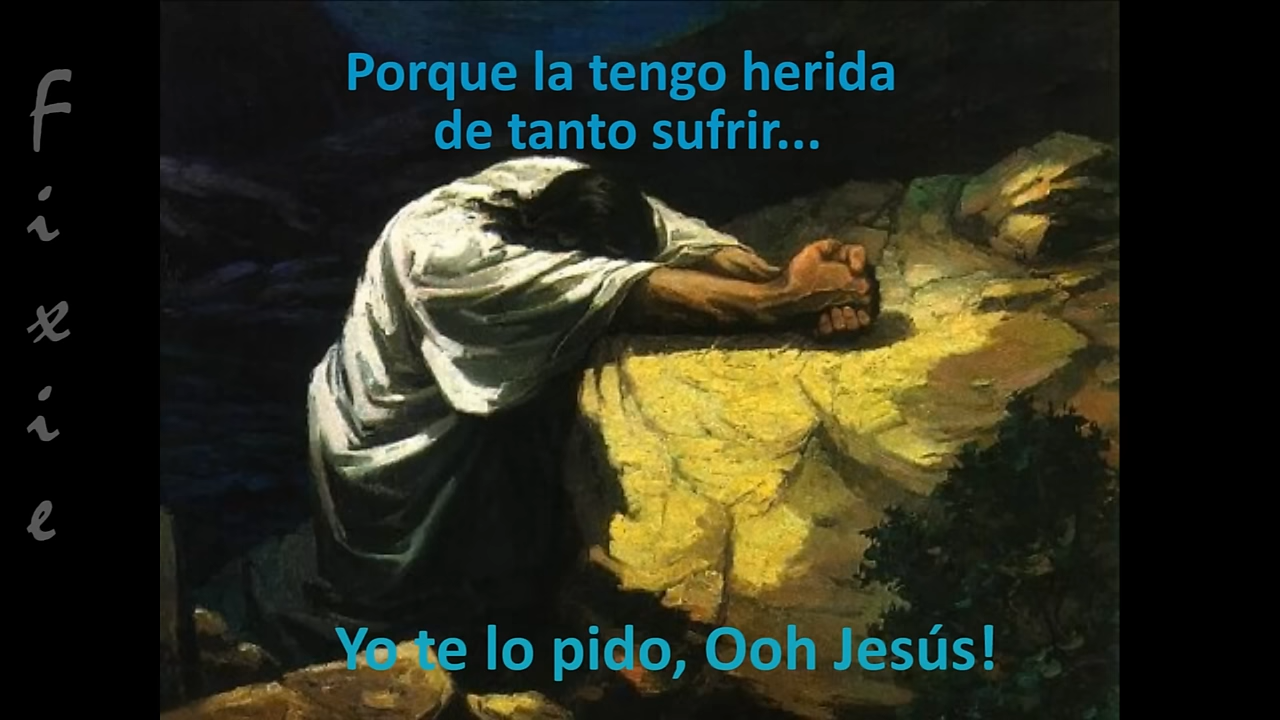 Porque la tengo herida
de tanto sufrir...
Yo te lo pido, Ooh Jesús!
Fixie